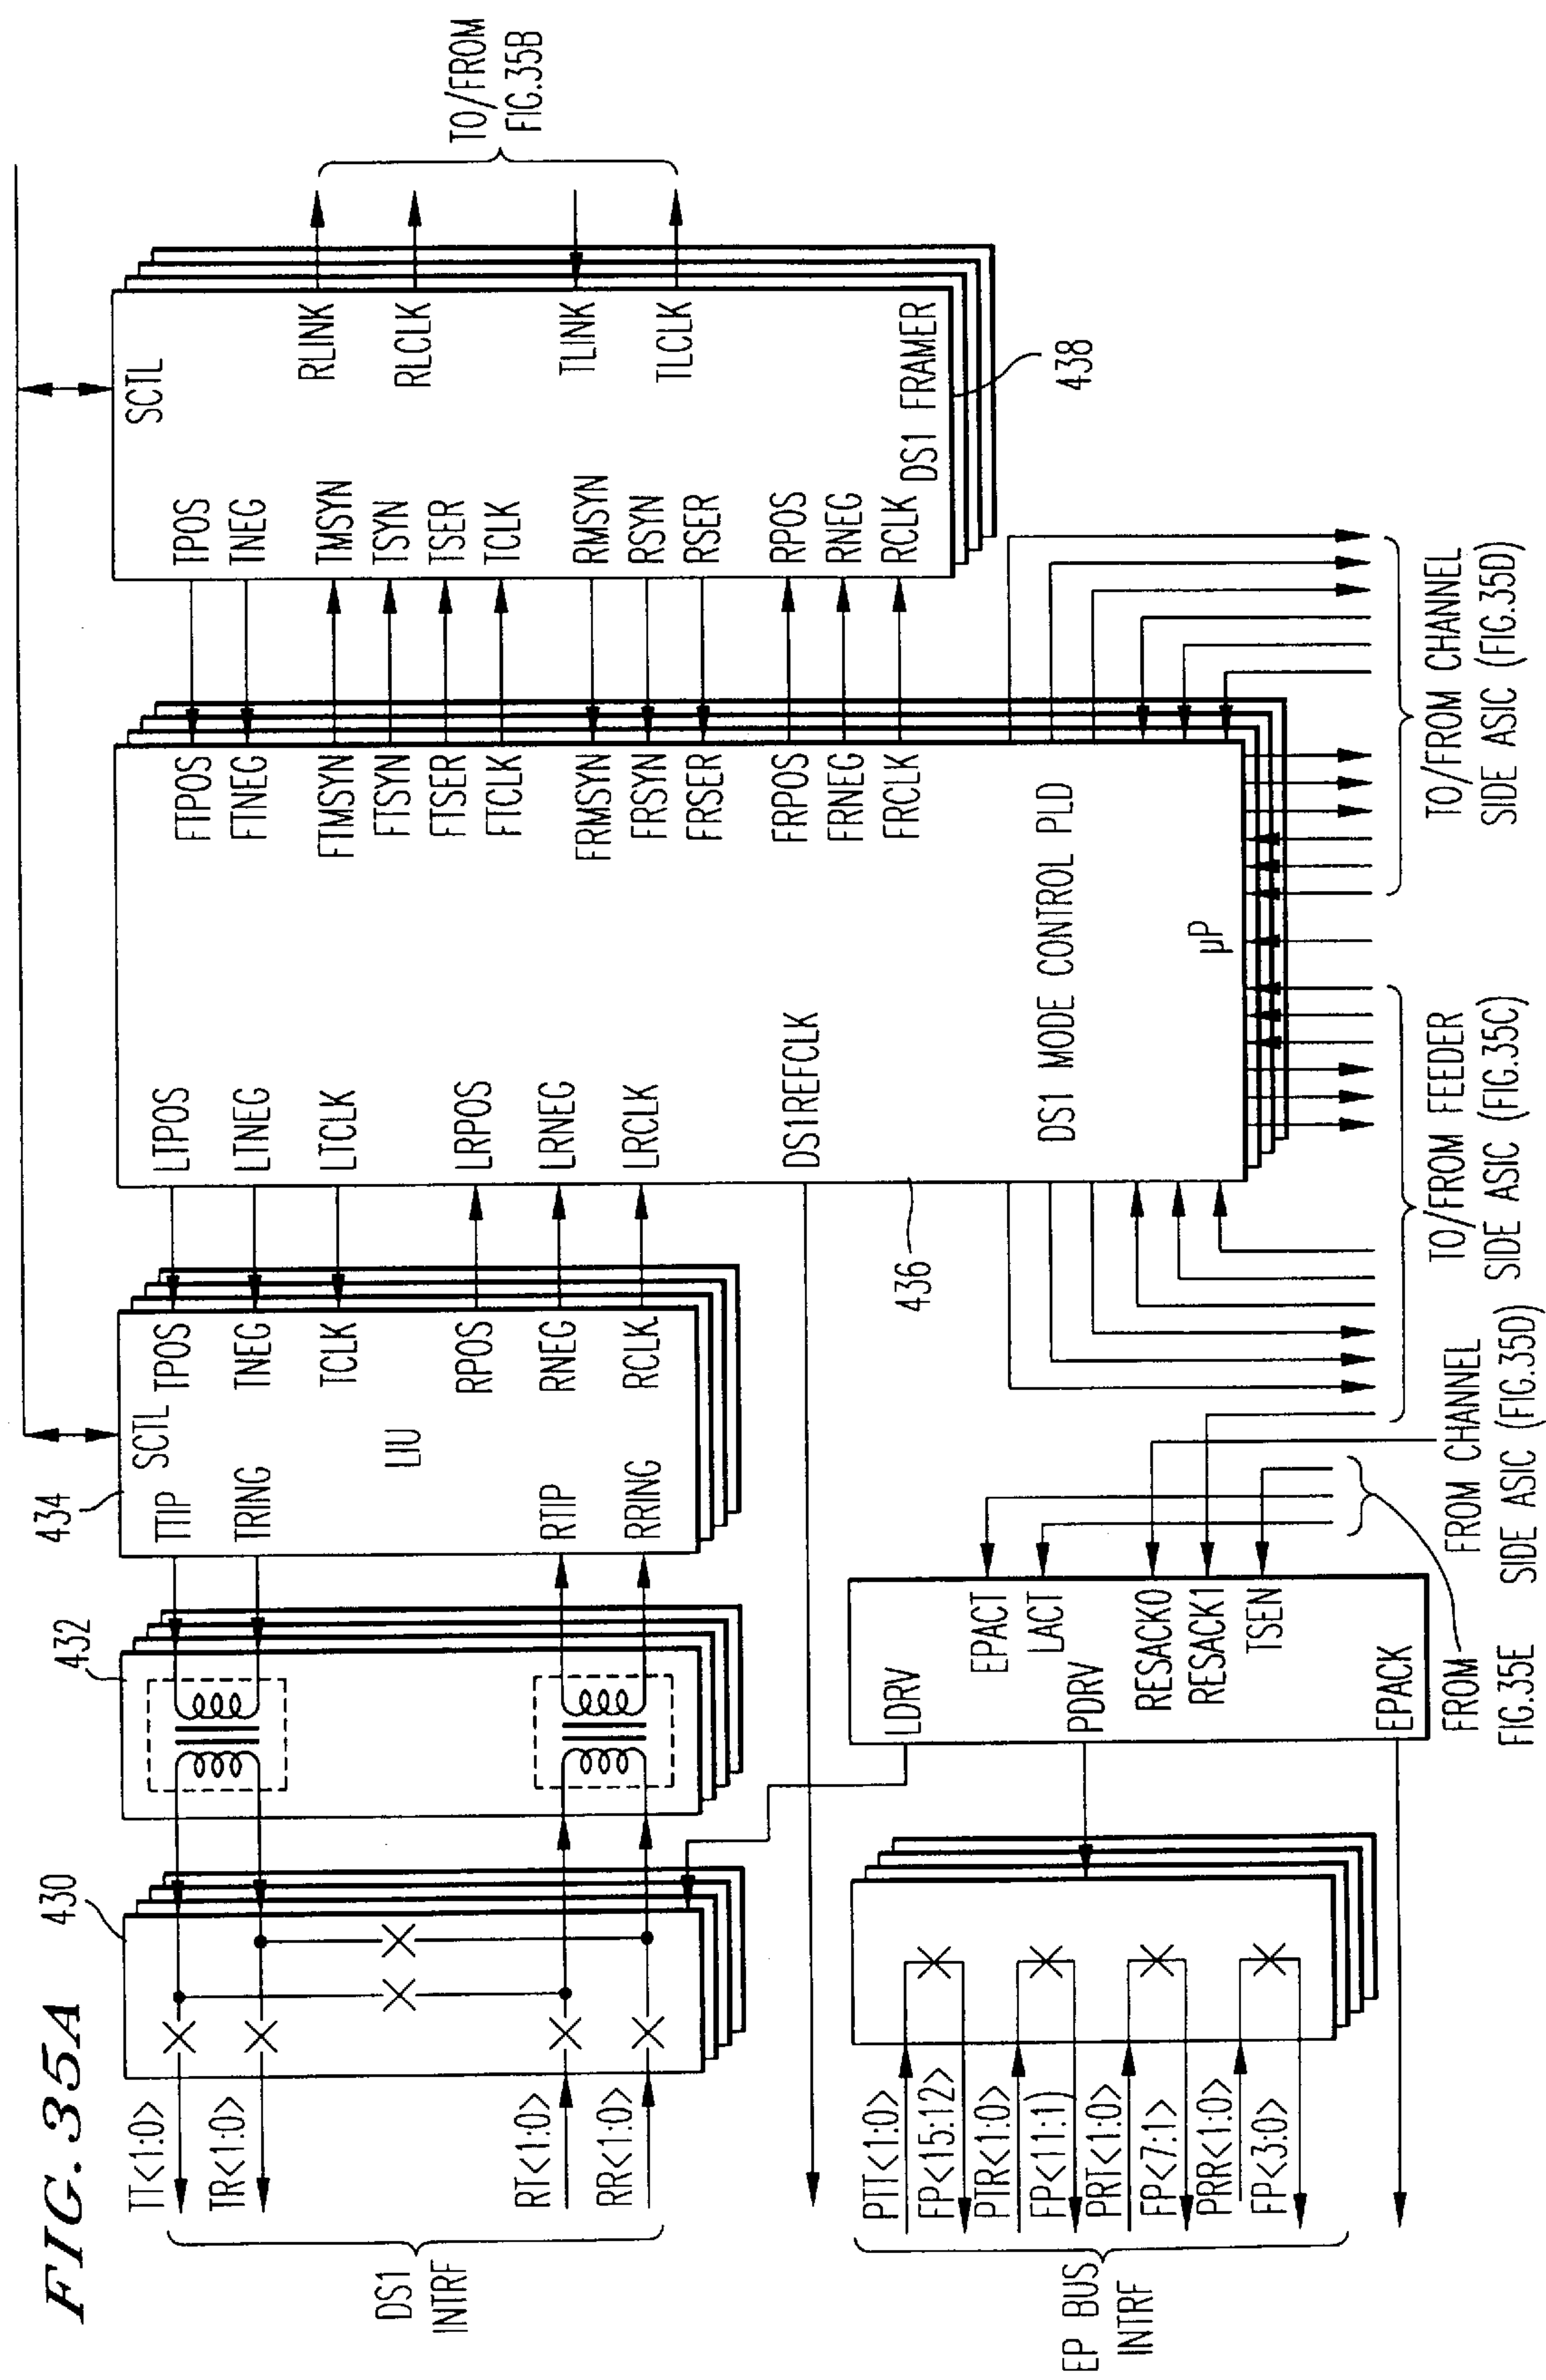 FIG. 35A
DS1
INTRF
TT<1:0>
TR<1:0>
RT<1:0>
RR<1:0>
430
432
434
TTIP
TRING
RTIP
RRING
SCTL
LIU
TPOS
TNEG
TCLK
RPOS
RNEG
RCLK
LTPOS
LTNEG
LTCLK
LRPOS
LRNEG
LRCLK
DS1REFCLK
436
DS1 MODE CONTROL PLD
µP
FTPOS
FTNEG
FTMSYN
FTSYN
FTSER
FTCLK
FRMSYN
FRSYN
FRSER
FRPOS
FRNEG
FRCLK
TPOS
TNEG
TMSYN
TSYN
TSER
TCLK
RMSYN
RSYN
RSER
RPOS
RNEG
RCLK
SCTL
RLINK
RLCLK
TLINK
TLCLK
DS1 FRAMER
438
TO/FROM
FIG.35B
EP BUS
INTRF
PTT<1:0>
FP<15:12>
PTR<1:0>
FP<11:1)
PRT<1:0>
FP<7:1>
PRR<1:0>
FP<3:0>
LDRV
PDRV
EPACK
EPACT
LACT
RESACK0
RESACK1
TSEN
FROM
FIG.35E
FROM CHANNEL
SIDE ASIC (FIG.35D)
TO/FROM FEEDER
SIDE ASIC (FIG.35C)
TO/FROM CHANNEL
SIDE ASIC (FIG.35D)